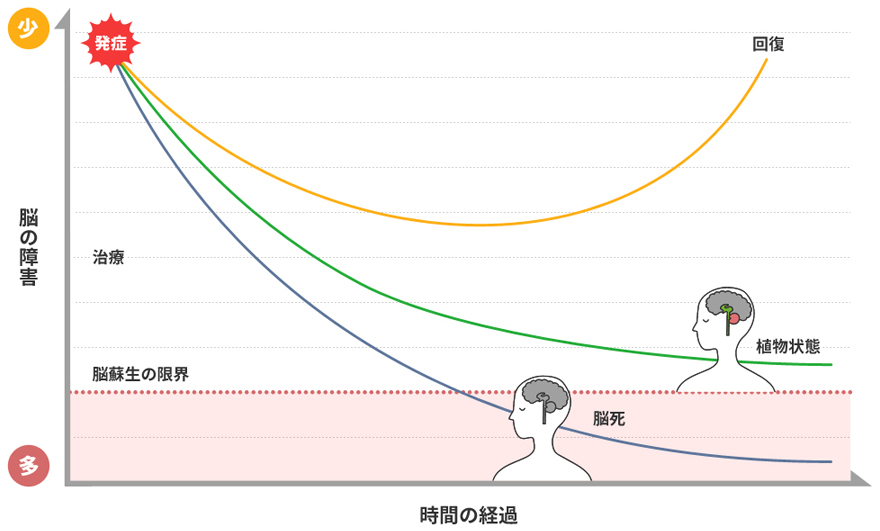 少
発症
回復
脳の障害
治療
植物状態
脳蘇生の限界
脳死
多
時間の経過